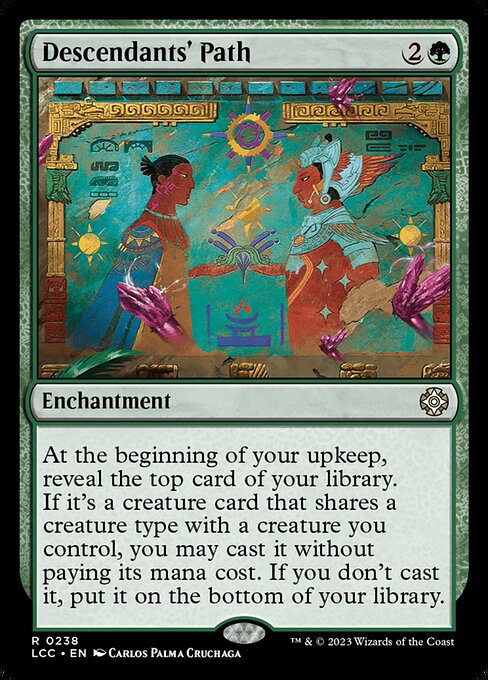 Descendants' Path 2
Enchantment
At the beginning of your upkeep,
reveal the top card of your library.
If it's a creature card that shares a
creature type with a creature you
control, you may cast it without
paying its mana cost. If you don't cast
it, put it on the bottom of your library.
R 0238
LCC • EN Carlos Palma Cruchaga
™ & © 2023 Wizards of the Coast